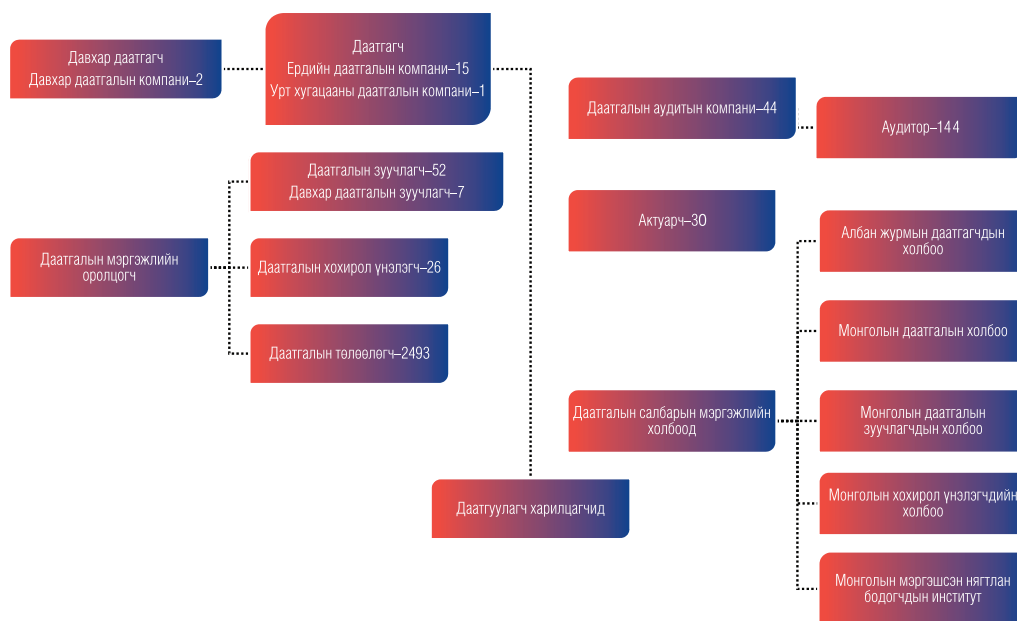 Давхар даатгагч
Давхар даатгалын компани–2
Даатгагч
Ердийн даатгалын компани–15
Урт хугацааны даатгалын компани–1
Даатгалын зуучлагч–52
Давхар даатгалын зуучлагч–7
Даатгалын мэргэжлийн
оролцогч
Даатгалын хохирол үнэлэгч–26
Даатгалын төлөөлөгч–2493
Даатгуулагч харилцагчид
Даатгалын аудитын компани–44
Аудитор–144
Актуарч–30
Даатгалын салбарын мэргэжлийн
холбоод
Албан журмын даатгагчдын
холбоо
Монголын даатгалын холбоо
Монголын даатгалын
зуучлагчдын холбоо
Монголын хохирол үнэлэгчдийн
холбоо
Монголын мэргэшсэн нягтлан
бодогчдын институт